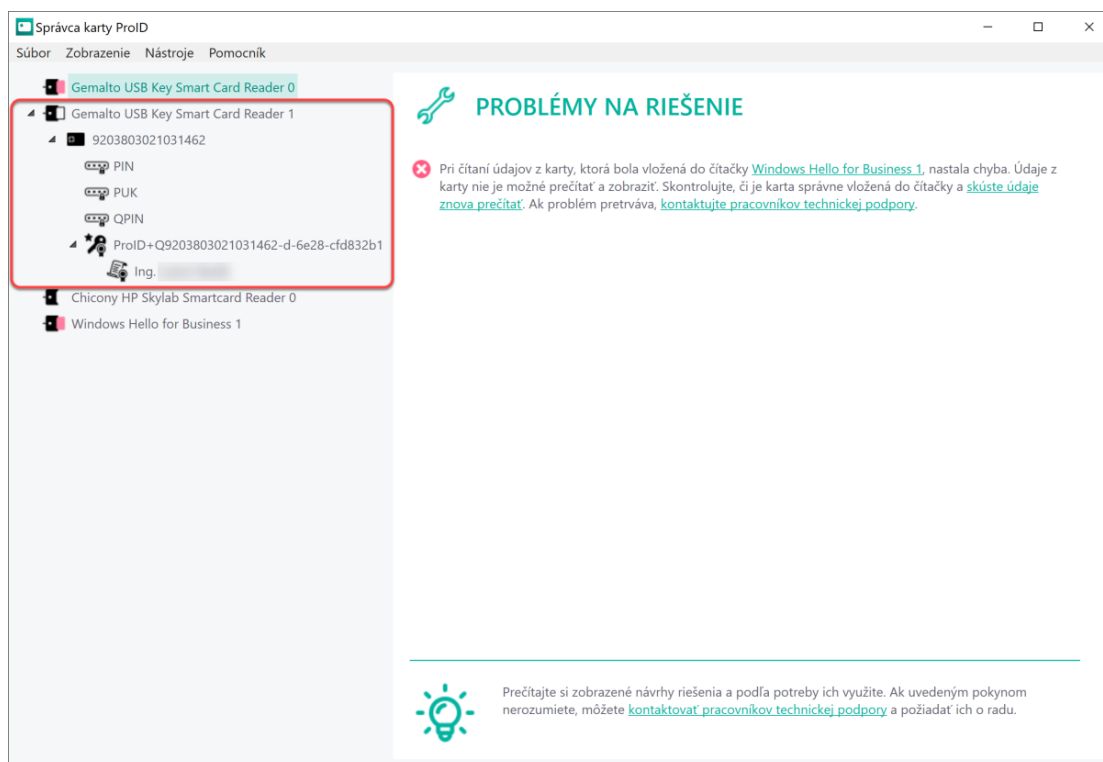 Správca karty ProID
Súbor Zobrazenie Nástroje Pomocník
Gemalto USB Key Smart Card Reader 0
Gemalto USB Key Smart Card Reader 1
9203803021031462
PIN
PUK
QPIN
ProID+Q9203803021031462-d-6e28-cfd832b1
Ing.
Chicony HP Skylab Smartcard Reader 0
Windows Hello for Business 1
PROBLÉMY NA RIEŠENIE
Pri čítaní údajov z karty, ktorá bola vložená do čítačky Windows Hello for Business 1, nastala chyba. Údaje z
karty nie je možné prečítať a zobraziť. Skontrolujte, či je karta správne vložená do čítačky a skúste údaje
znova prečítať. Ak problém pretrváva, kontaktujte pracovníkov technickej podpory.
Prečítajte si zobrazené návrhy riešenia a podľa potreby ich využite. Ak uvedeným pokynom
nerozumiete, môžete kontaktovať pracovníkov technickej podpory a požiadať ich o radu.